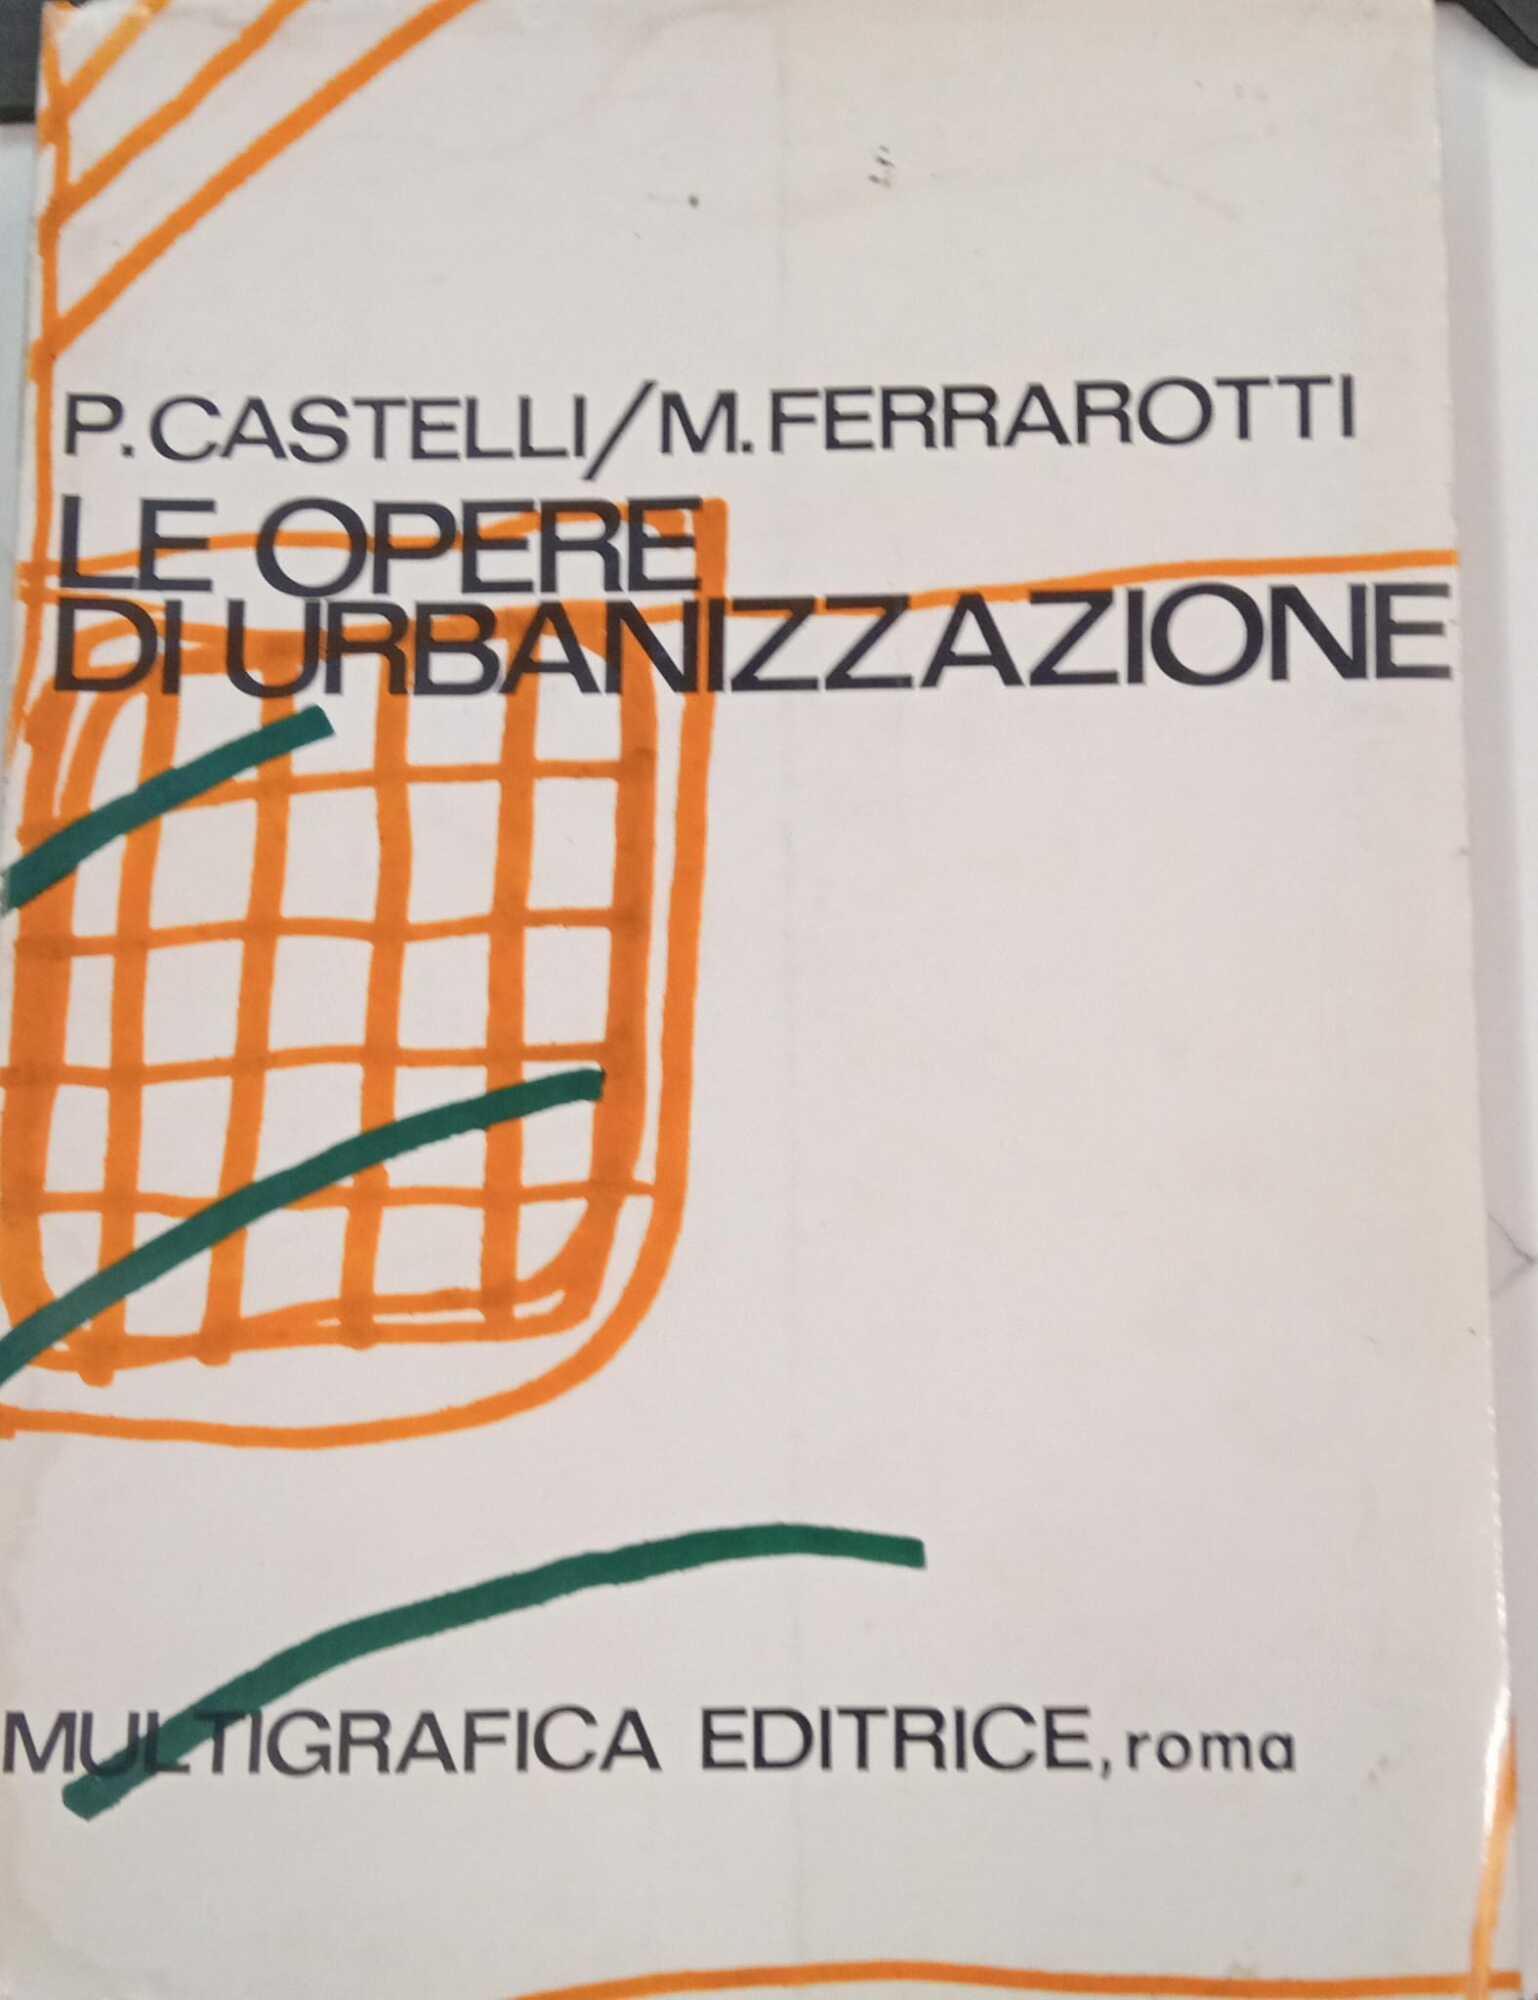 P. CASTELLI/M. FERRAROTTI
LE OPERE
DI URBANIZZAZIONE
MULTIGRAFICA EDITRICE, roma